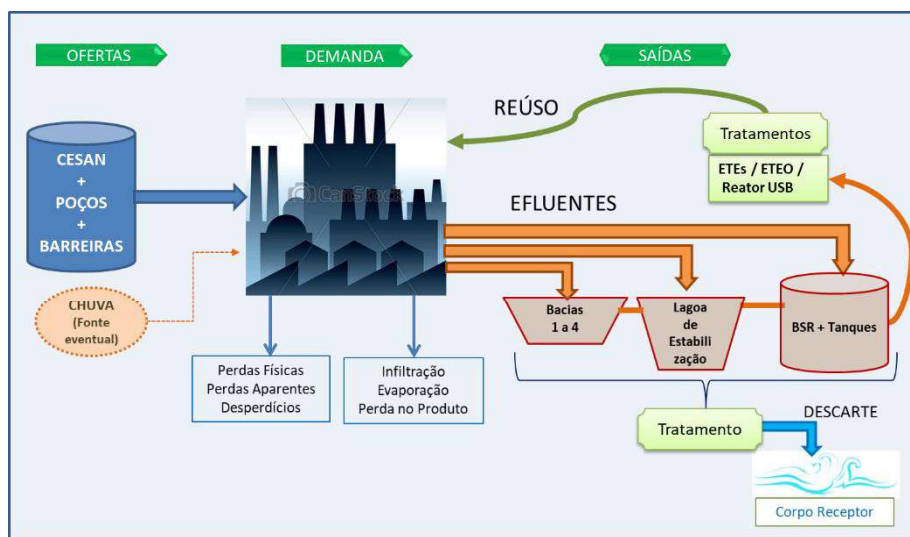 OFERTAS
DEMANDA
SAÍDAS
REÚSO
Tratamentos
ETEs / ETEO /
Reator USB
CESAN
+
POÇOS
+
BARREIRAS
CanStock
EFLUENTES
CHUVA
(Fonte
eventual)
Bacias
1 a 4
Lagoa
de
Estabili
zação
BSR + Tanques
Perdas Físicas
Perdas Aparentes
Desperdícios
Infiltração
Evaporação
Perda no Produto
Tratamento
DESCARTE
Corpo Receptor